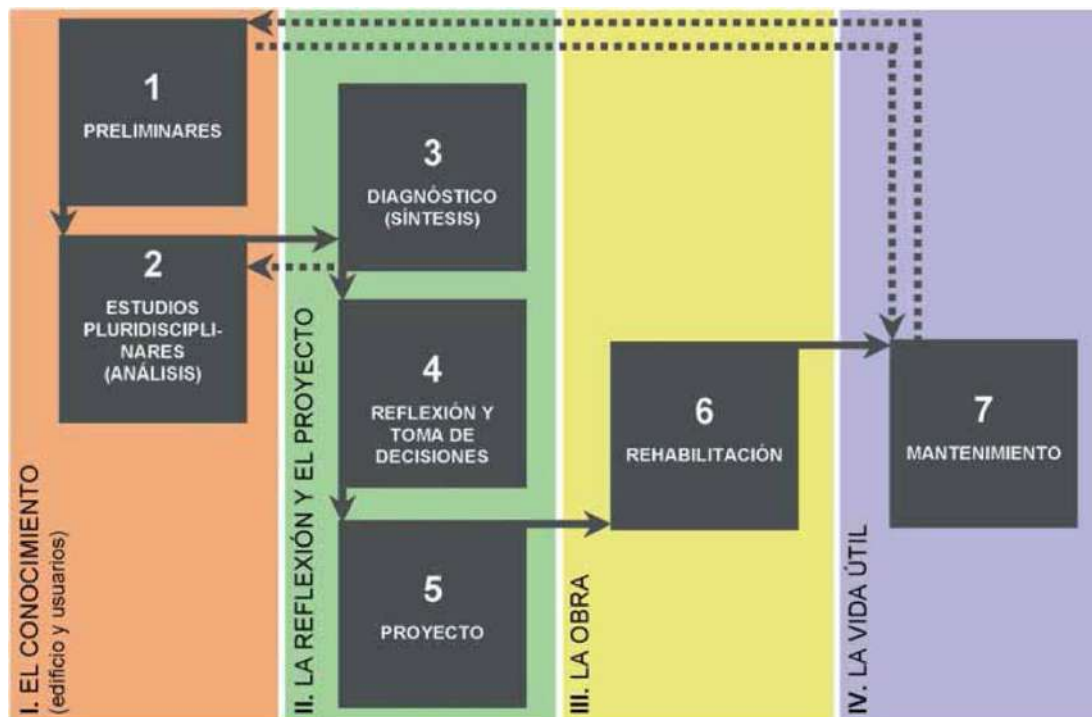 1
PRELIMINARES
2
ESTUDIOS
PLURIDISCIPLI-
NARES
(ANÁLISIS)
I. EL CONOCIMIENTO
(edificio y usuarios)
3
DIAGNÓSTICO
(SÍNTESIS)
4
REFLEXIÓN Y
TOMA DE
DECISIONES
5
PROYECTO
II. LA REFLEXIÓN Y EL PROYECTO
6
REHABILITACIÓN
III. LA OBRA
7
MANTENIMIENTO
IV. LA VIDA ÚTIL